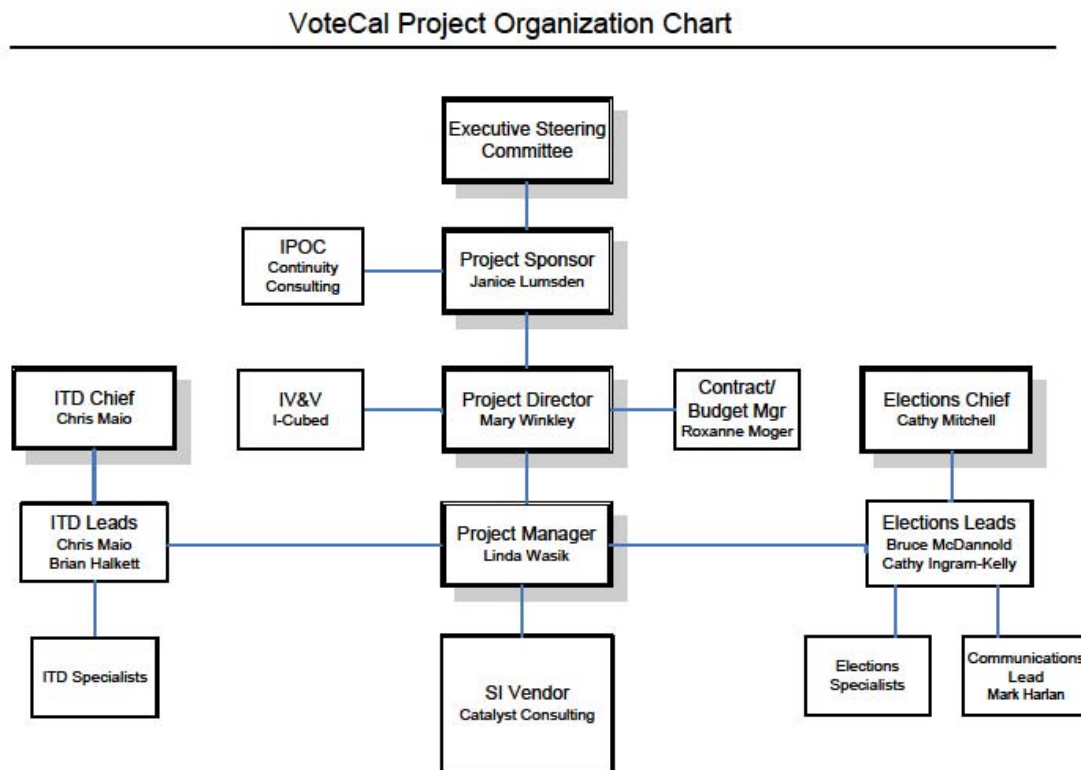 VoteCal Project Organization Chart
Executive Steering
Committee
IPOC
Continuity
Consulting
Project Sponsor
Janice Lumsden
ITD Chief
Chris Maio
IV&V
I-Cubed
Project Director
Mary Winkley
Contract/
Budget Mgr
Roxanne Moger
Elections Chief
Cathy Mitchell
ITD Leads
Chris Maio
Brian Halkett
Project Manager
Linda Wasik
Elections Leads
Bruce McDannold
Cathy Ingram-Kelly
ITD Specialists
SI Vendor
Catalyst Consulting
Elections
Specialists
Communications
Lead
Mark Harlan